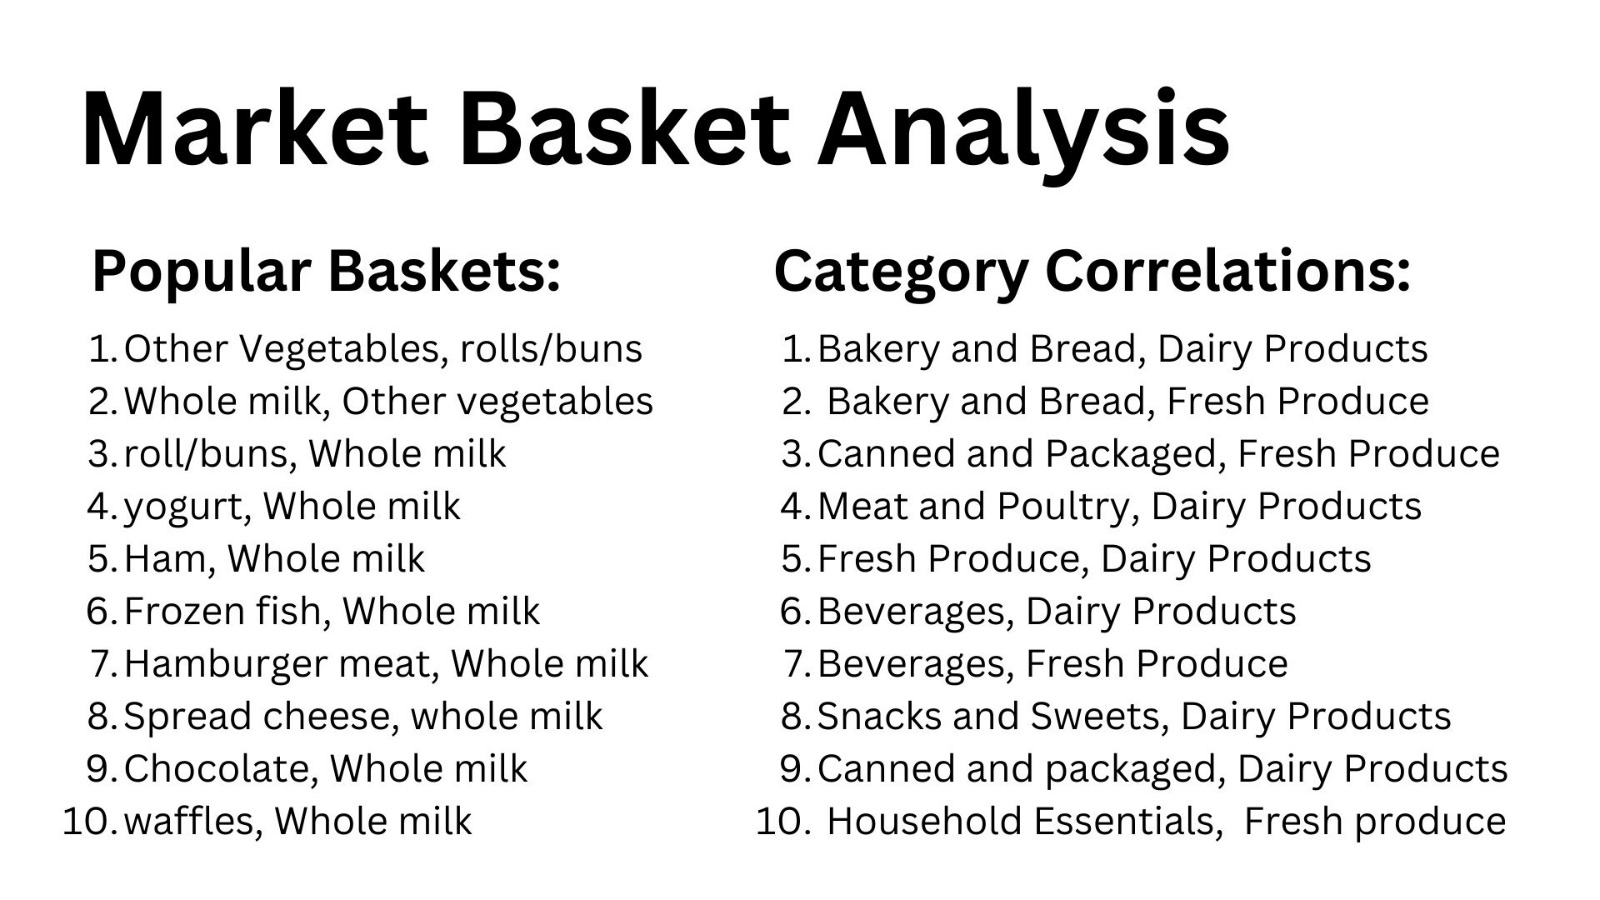 Market Basket Analysis
Popular Baskets:
1. Other Vegetables, rolls/buns
2. Whole milk, Other vegetables
3. roll/buns, Whole milk
4. yogurt, Whole milk
5. Ham, Whole milk
6. Frozen fish, Whole milk
7. Hamburger meat, Whole milk
8. Spread cheese, whole milk
9. Chocolate, Whole milk
10. waffles, Whole milk
Category Correlations:
1. Bakery and Bread, Dairy Products
2. Bakery and Bread, Fresh Produce
3. Canned and Packaged, Fresh Produce
4. Meat and Poultry, Dairy Products
5. Fresh Produce, Dairy Products
6. Beverages, Dairy Products
7. Beverages, Fresh Produce
8. Snacks and Sweets, Dairy Products
9. Canned and packaged, Dairy Products
10. Household Essentials, Fresh produce